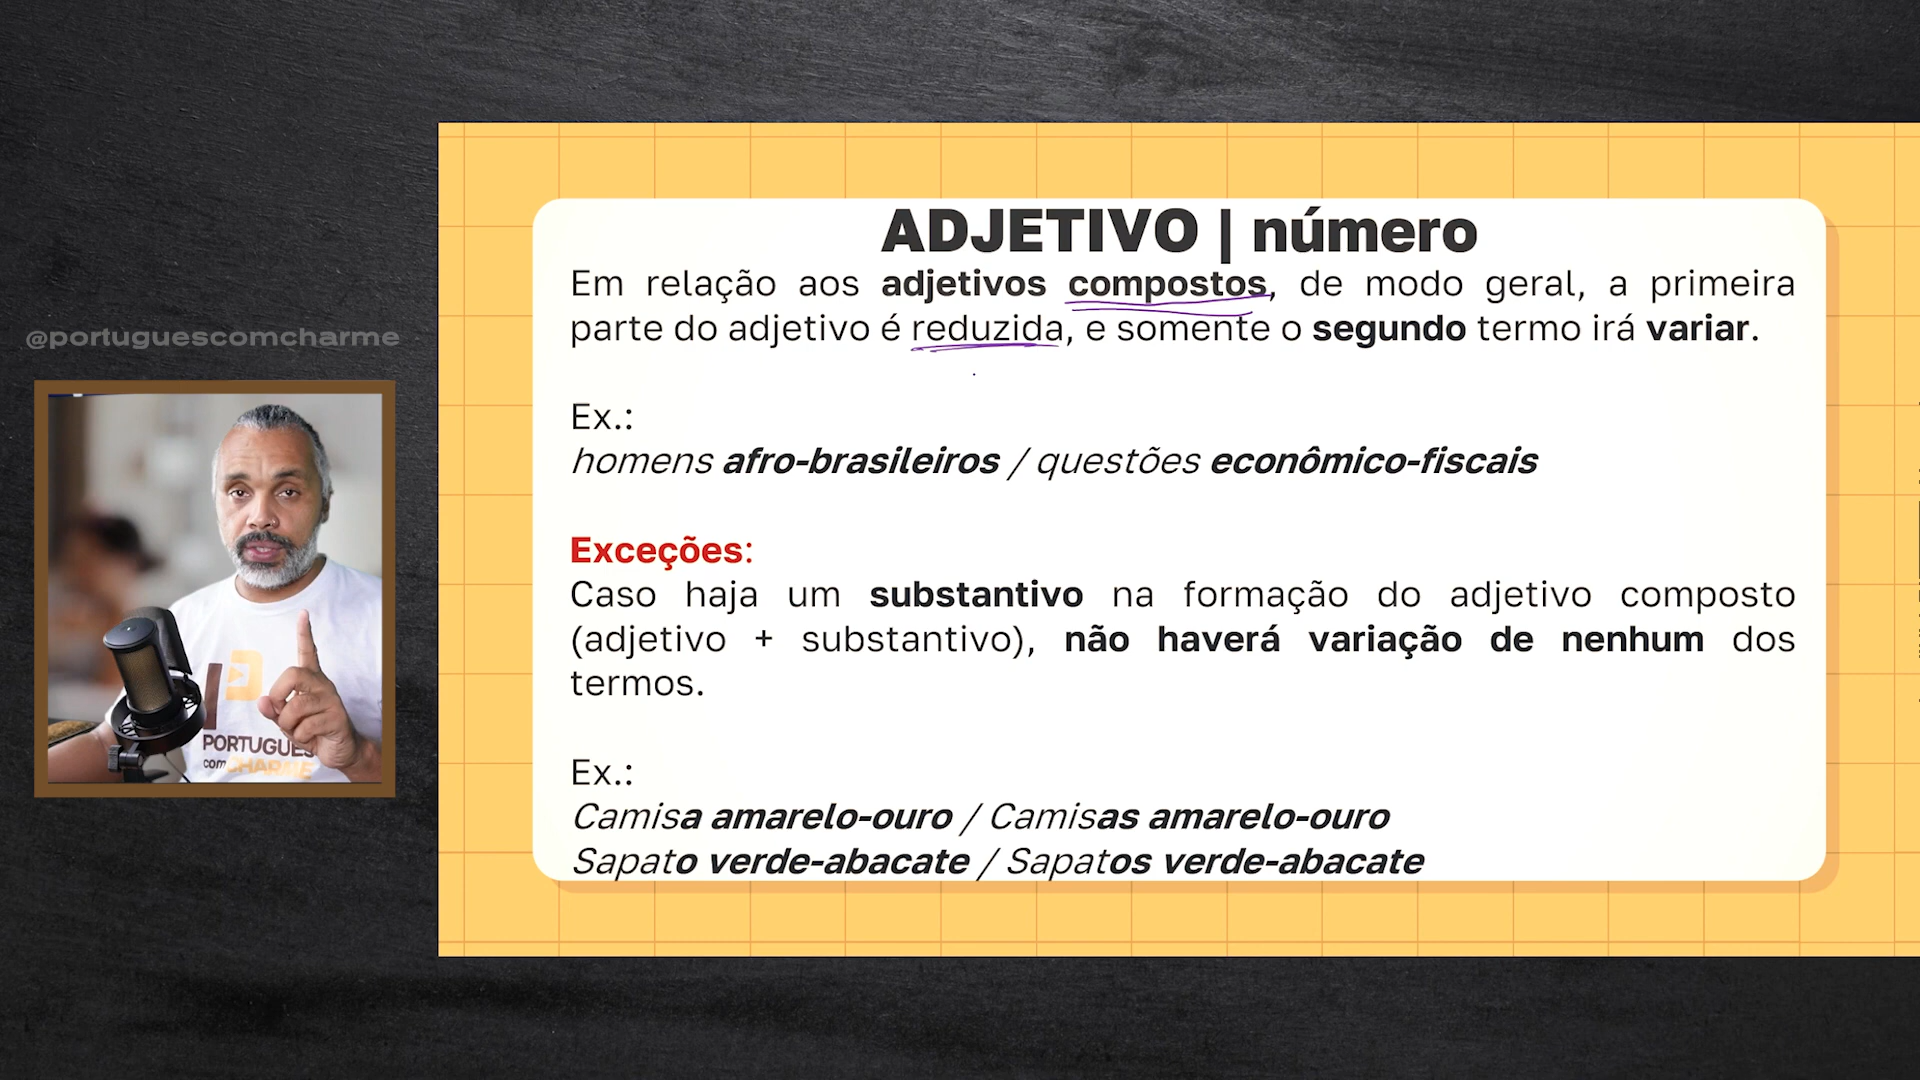 ADJETIVO | número
Em relação aos adjetivos compostos, de modo geral, a primeira
parte do adjetivo é reduzida, e somente o segundo termo irá variar.
Ex.:
homens afro-brasileiros / questões econômico-fiscais
Exceções:
Caso haja um substantivo na formação do adjetivo composto
(adjetivo + substantivo), não haverá variação de nenhum dos
termos.
Ex.:
Camisa amarelo-ouro / Camisas amarelo-ouro
Sapato verde-abacate / Sapatos verde-abacate
@portuguescomcharme
PORTUGUES
com CHARME